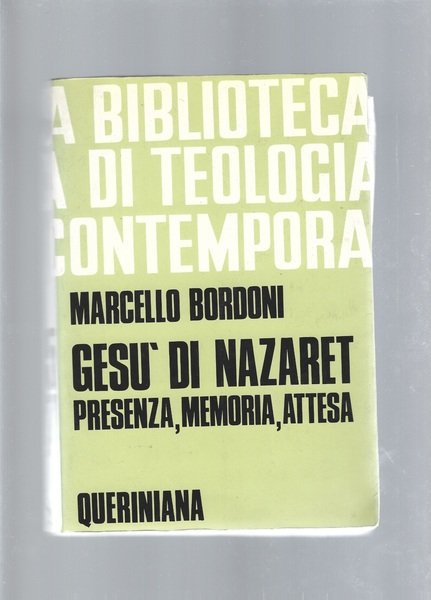 A BIBLIOTECA
A DI TEOLOGIA
CONTEMPORA
MARCELLO BORDONI
GESU` DI NAZARET
PRESENZA, MEMORIA, ATTESA
QUERINIANA